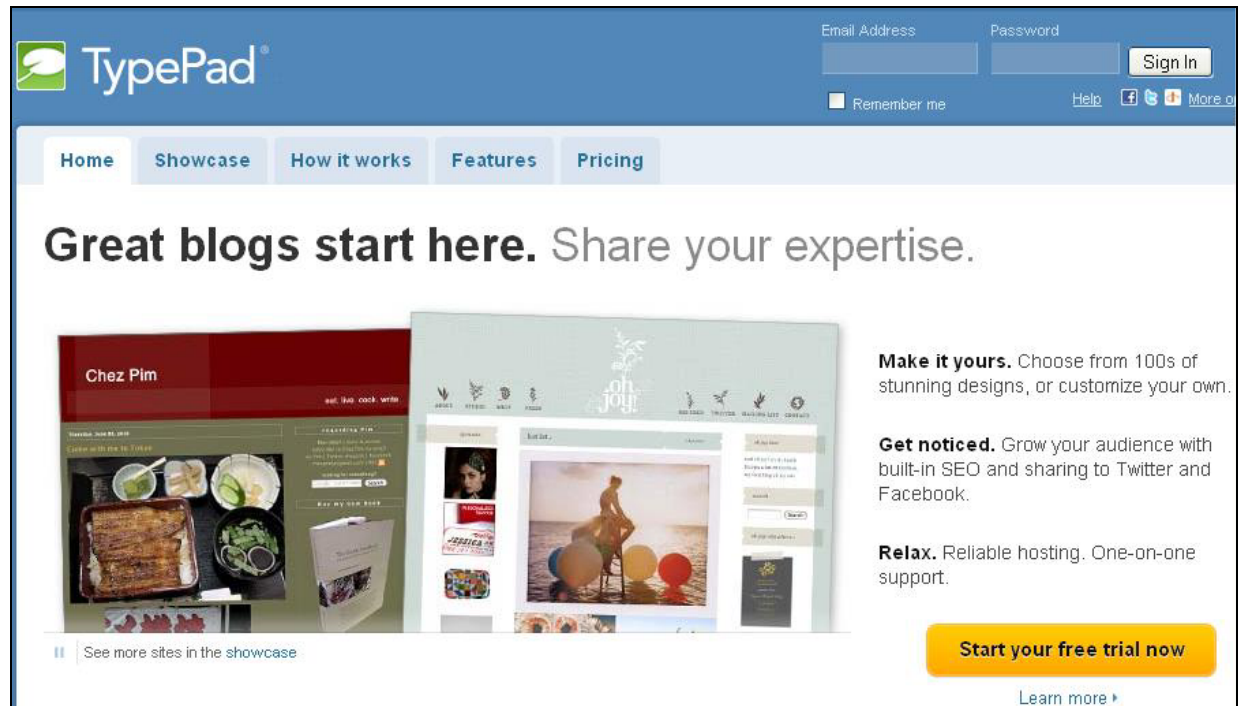 TypePad®
Email Address
Password
Sign In
Remember me
Help
More o
Home
Showcase
How it works
Features
Pricing
Great blogs start here. Share your expertise.
Chez Pim
eat. live. cock. write
oh
joy!
Make it yours. Choose from 100s of
stunning designs, or customize your own.
Get noticed. Grow your audience with
built-in SEO and sharing to Twitter and
Facebook.
Relax. Reliable hosting. One-on-one
support.
See more sites in the showcase
Start your free trial now
Learn more